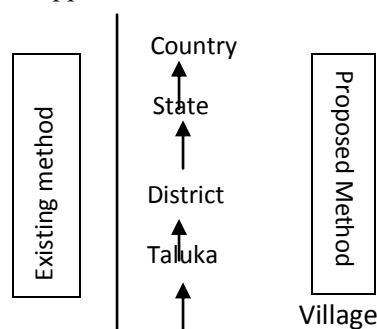 Country
State
District
Taluka
Village
Existing method
Proposed Method